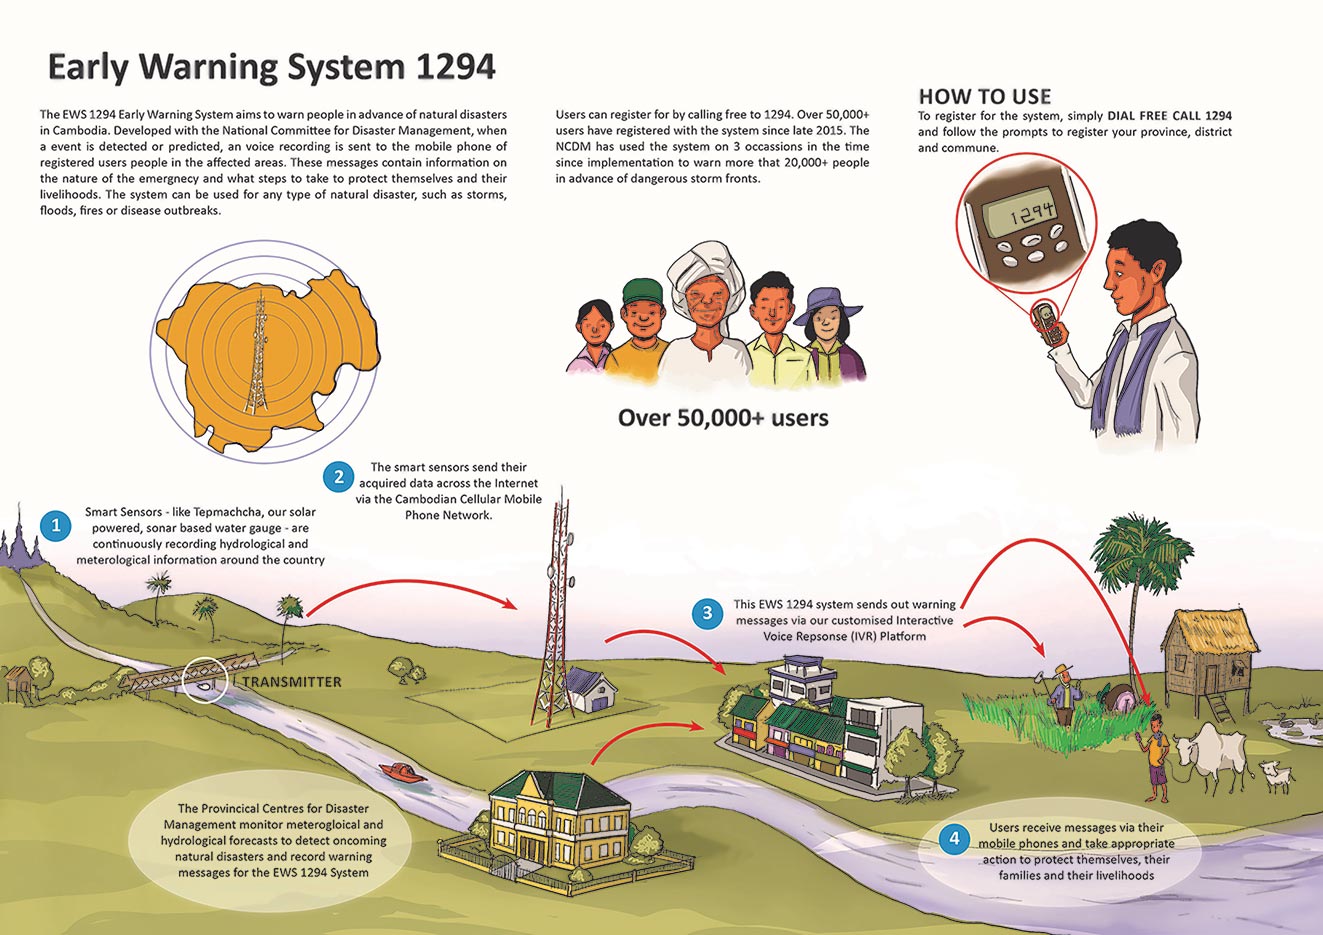 Early Warning System 1294
The EWS 1294 Early Warning System aims to warn people in advance of natural disasters
in Cambodia. Developed with the National Committee for Disaster Management, when
a event is detected or predicted, an voice recording is sent to the mobile phone of
registered users people in the affected areas. These messages contain information on
the nature of the emergnecy and what steps to take to protect themselves and their
livelihoods. The system can be used for any type of natural disaster, such as storms,
floods, fires or disease outbreaks.
Users can register for by calling free to 1294. Over 50,000+
users have registered with the system since late 2015. The
NCDM has used the system on 3 occassions in the time
since implementation to warn more that 20,000+ people
in advance of dangerous storm fronts.
HOW TO USE
To register for the system, simply DIAL FREE CALL 1294
and follow the prompts to register your province, district
and commune.
1294
Over 50,000+ users
1
Smart Sensors - like Tepmachcha, our solar
powered, sonar based water gauge - are
continuously recording hydrological and
meterological information around the country
2
The smart sensors send their
acquired data across the Internet
via the Cambodian Cellular Mobile
Phone Network.
3
This EWS 1294 system sends out warning
messages via our customised Interactive
Voice Repsonse (IVR) Platform
TRANSMITTER
The Provincical Centres for Disaster
Management monitor meterogloical and
hydrological forecasts to detect oncoming
natural disasters and record warning
messages for the EWS 1294 System
4
Users receive messages via their
mobile phones and take appropriate
action to protect themselves, their
families and their livelihoods